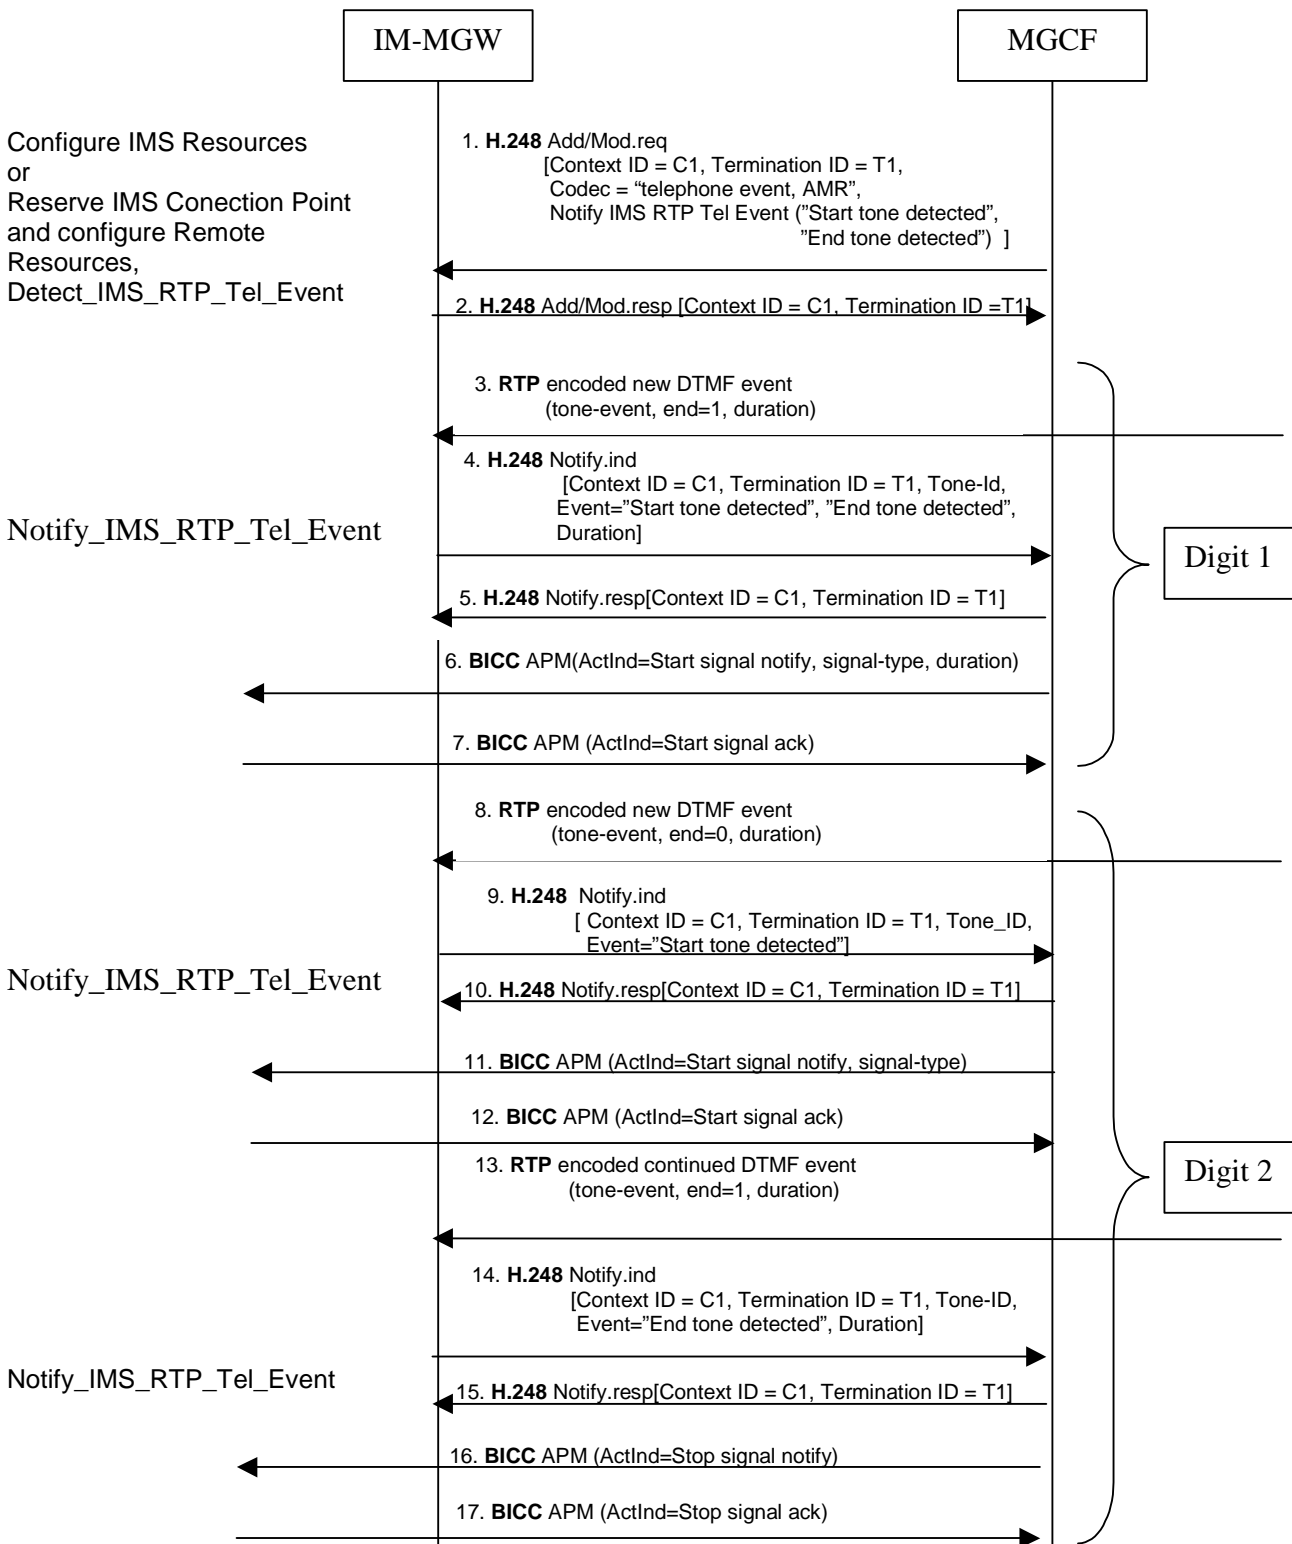 IM-MGW
MGCF
Configure IMS Resources
or
Reserve IMS Conection Point
and configure Remote
Resources,
Detect_IMS_RTP_Tel_Event
1. H.248 Add/Mod.req
[Context ID = C1, Termination ID = T1,
Codec = “telephone event, AMR”,
Notify IMS RTP Tel Event (”Start tone detected”,
”End tone detected”) ]
2. H.248 Add/Mod.resp [Context ID = C1, Termination ID =T1]
3. RTP encoded new DTMF event
(tone-event, end=1, duration)
4. H.248 Notify.ind
[Context ID = C1, Termination ID = T1, Tone-Id,
Event=”Start tone detected”, ”End tone detected”,
Duration]
Notify_IMS_RTP_Tel_Event
Digit 1
5. H.248 Notify.resp[Context ID = C1, Termination ID = T1]
6. BICC APM(ActInd=Start signal notify, signal-type, duration)
7. BICC APM (ActInd=Start signal ack)
8. RTP encoded new DTMF event
(tone-event, end=0, duration)
9. H.248 Notify.ind
[ Context ID = C1, Termination ID = T1, Tone_ID,
Event=”Start tone detected”]
Notify_IMS_RTP_Tel_Event
10. H.248 Notify.resp[Context ID = C1, Termination ID = T1]
11. BICC APM (ActInd=Start signal notify, signal-type)
12. BICC APM (ActInd=Start signal ack)
13. RTP encoded continued DTMF event
(tone-event, end=1, duration)
Digit 2
14. H.248 Notify.ind
[Context ID = C1, Termination ID = T1, Tone-ID,
Event=”End tone detected”, Duration]
Notify_IMS_RTP_Tel_Event
15. H.248 Notify.resp[Context ID = C1, Termination ID = T1]
16. BICC APM (ActInd=Stop signal notify)
17. BICC APM (ActInd=Stop signal ack)